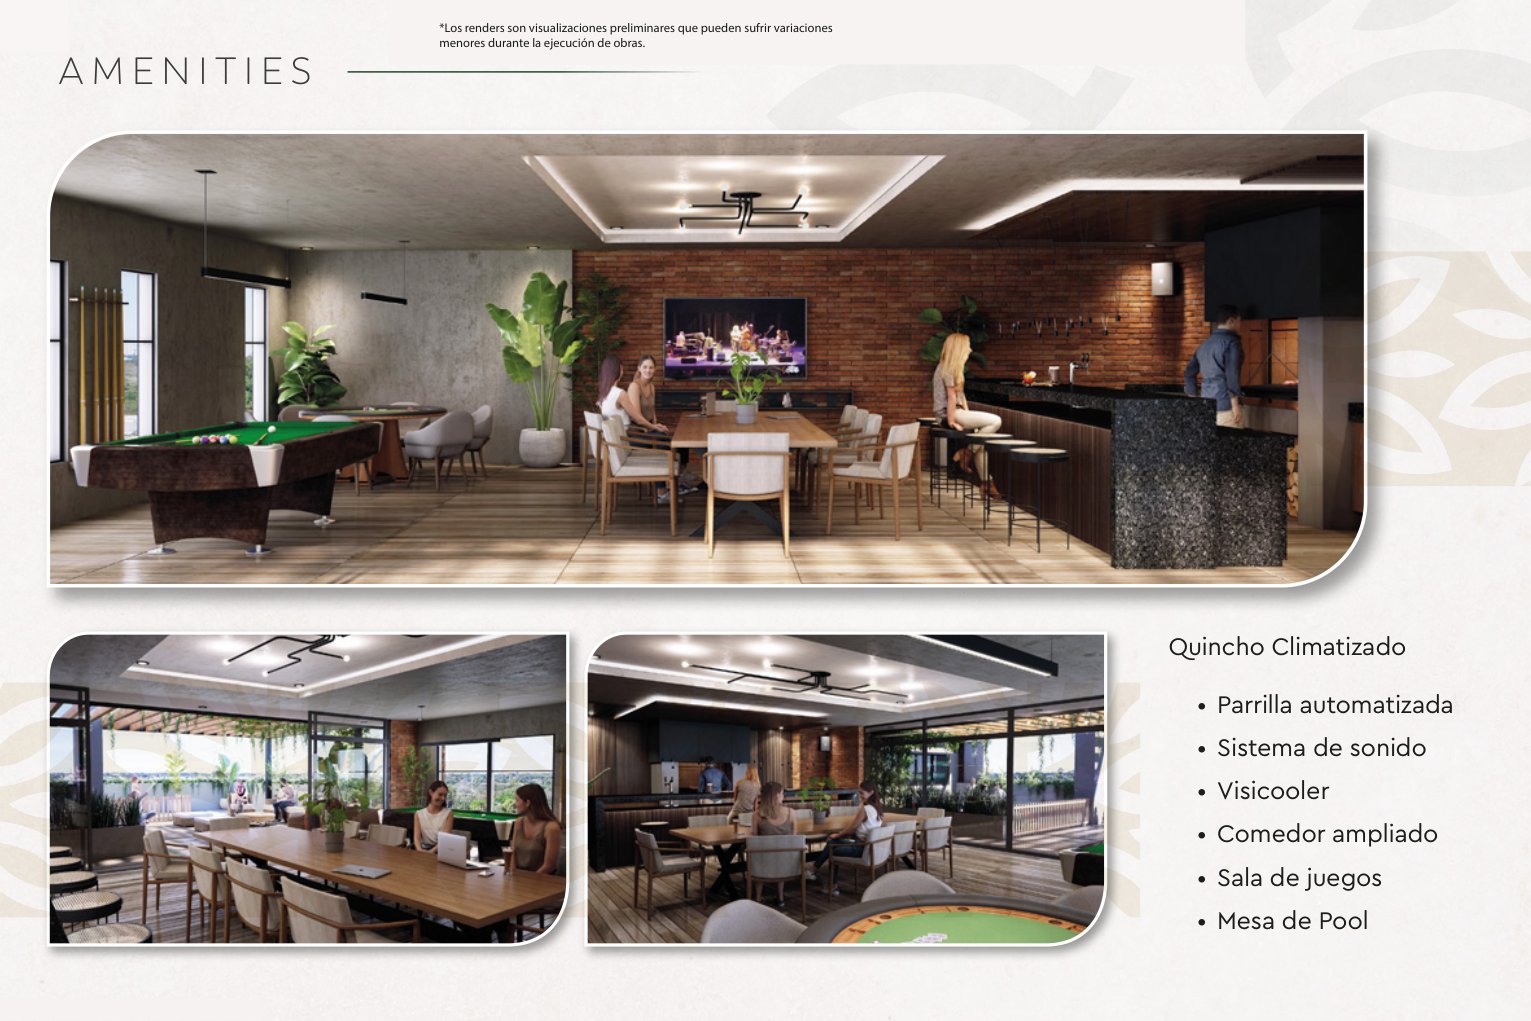 *Los renders son visualizaciones preliminares que pueden sufrir variaciones
menores durante la ejecución de obras.
AMENITIES
Quincho Climatizado
• Parrilla automatizada
• Sistema de sonido
• Visicooler
• Comedor ampliado
• Sala de juegos
• Mesa de Pool